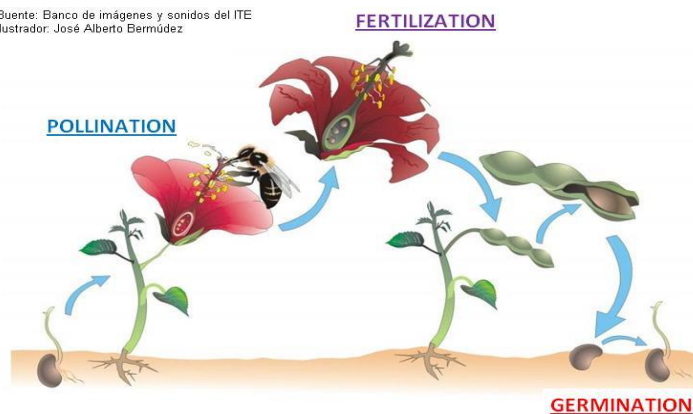 Buente: Banco de imágenes y sonidos del ITE
lustrador: José Alberto Bermúdez
FERTILIZATION
POLLINATION
GERMINATION